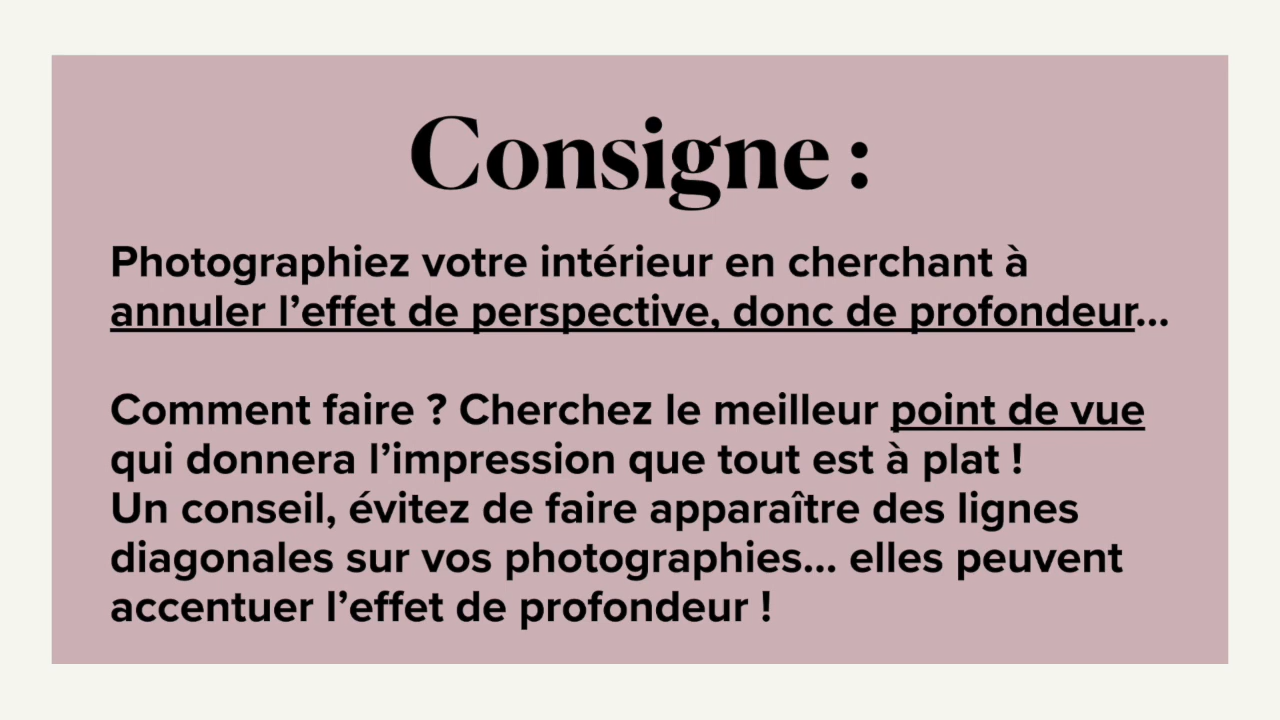 Consigne :
Photographiez votre intérieur en cherchant à
annuler l’effet de perspective, donc de profondeur...
Comment faire ? Cherchez le meilleur point de vue
qui donnera l’impression que tout est à plat !
Un conseil, évitez de faire apparaître des lignes
diagonales sur vos photographies... elles peuvent
accentuer l’effet de profondeur !